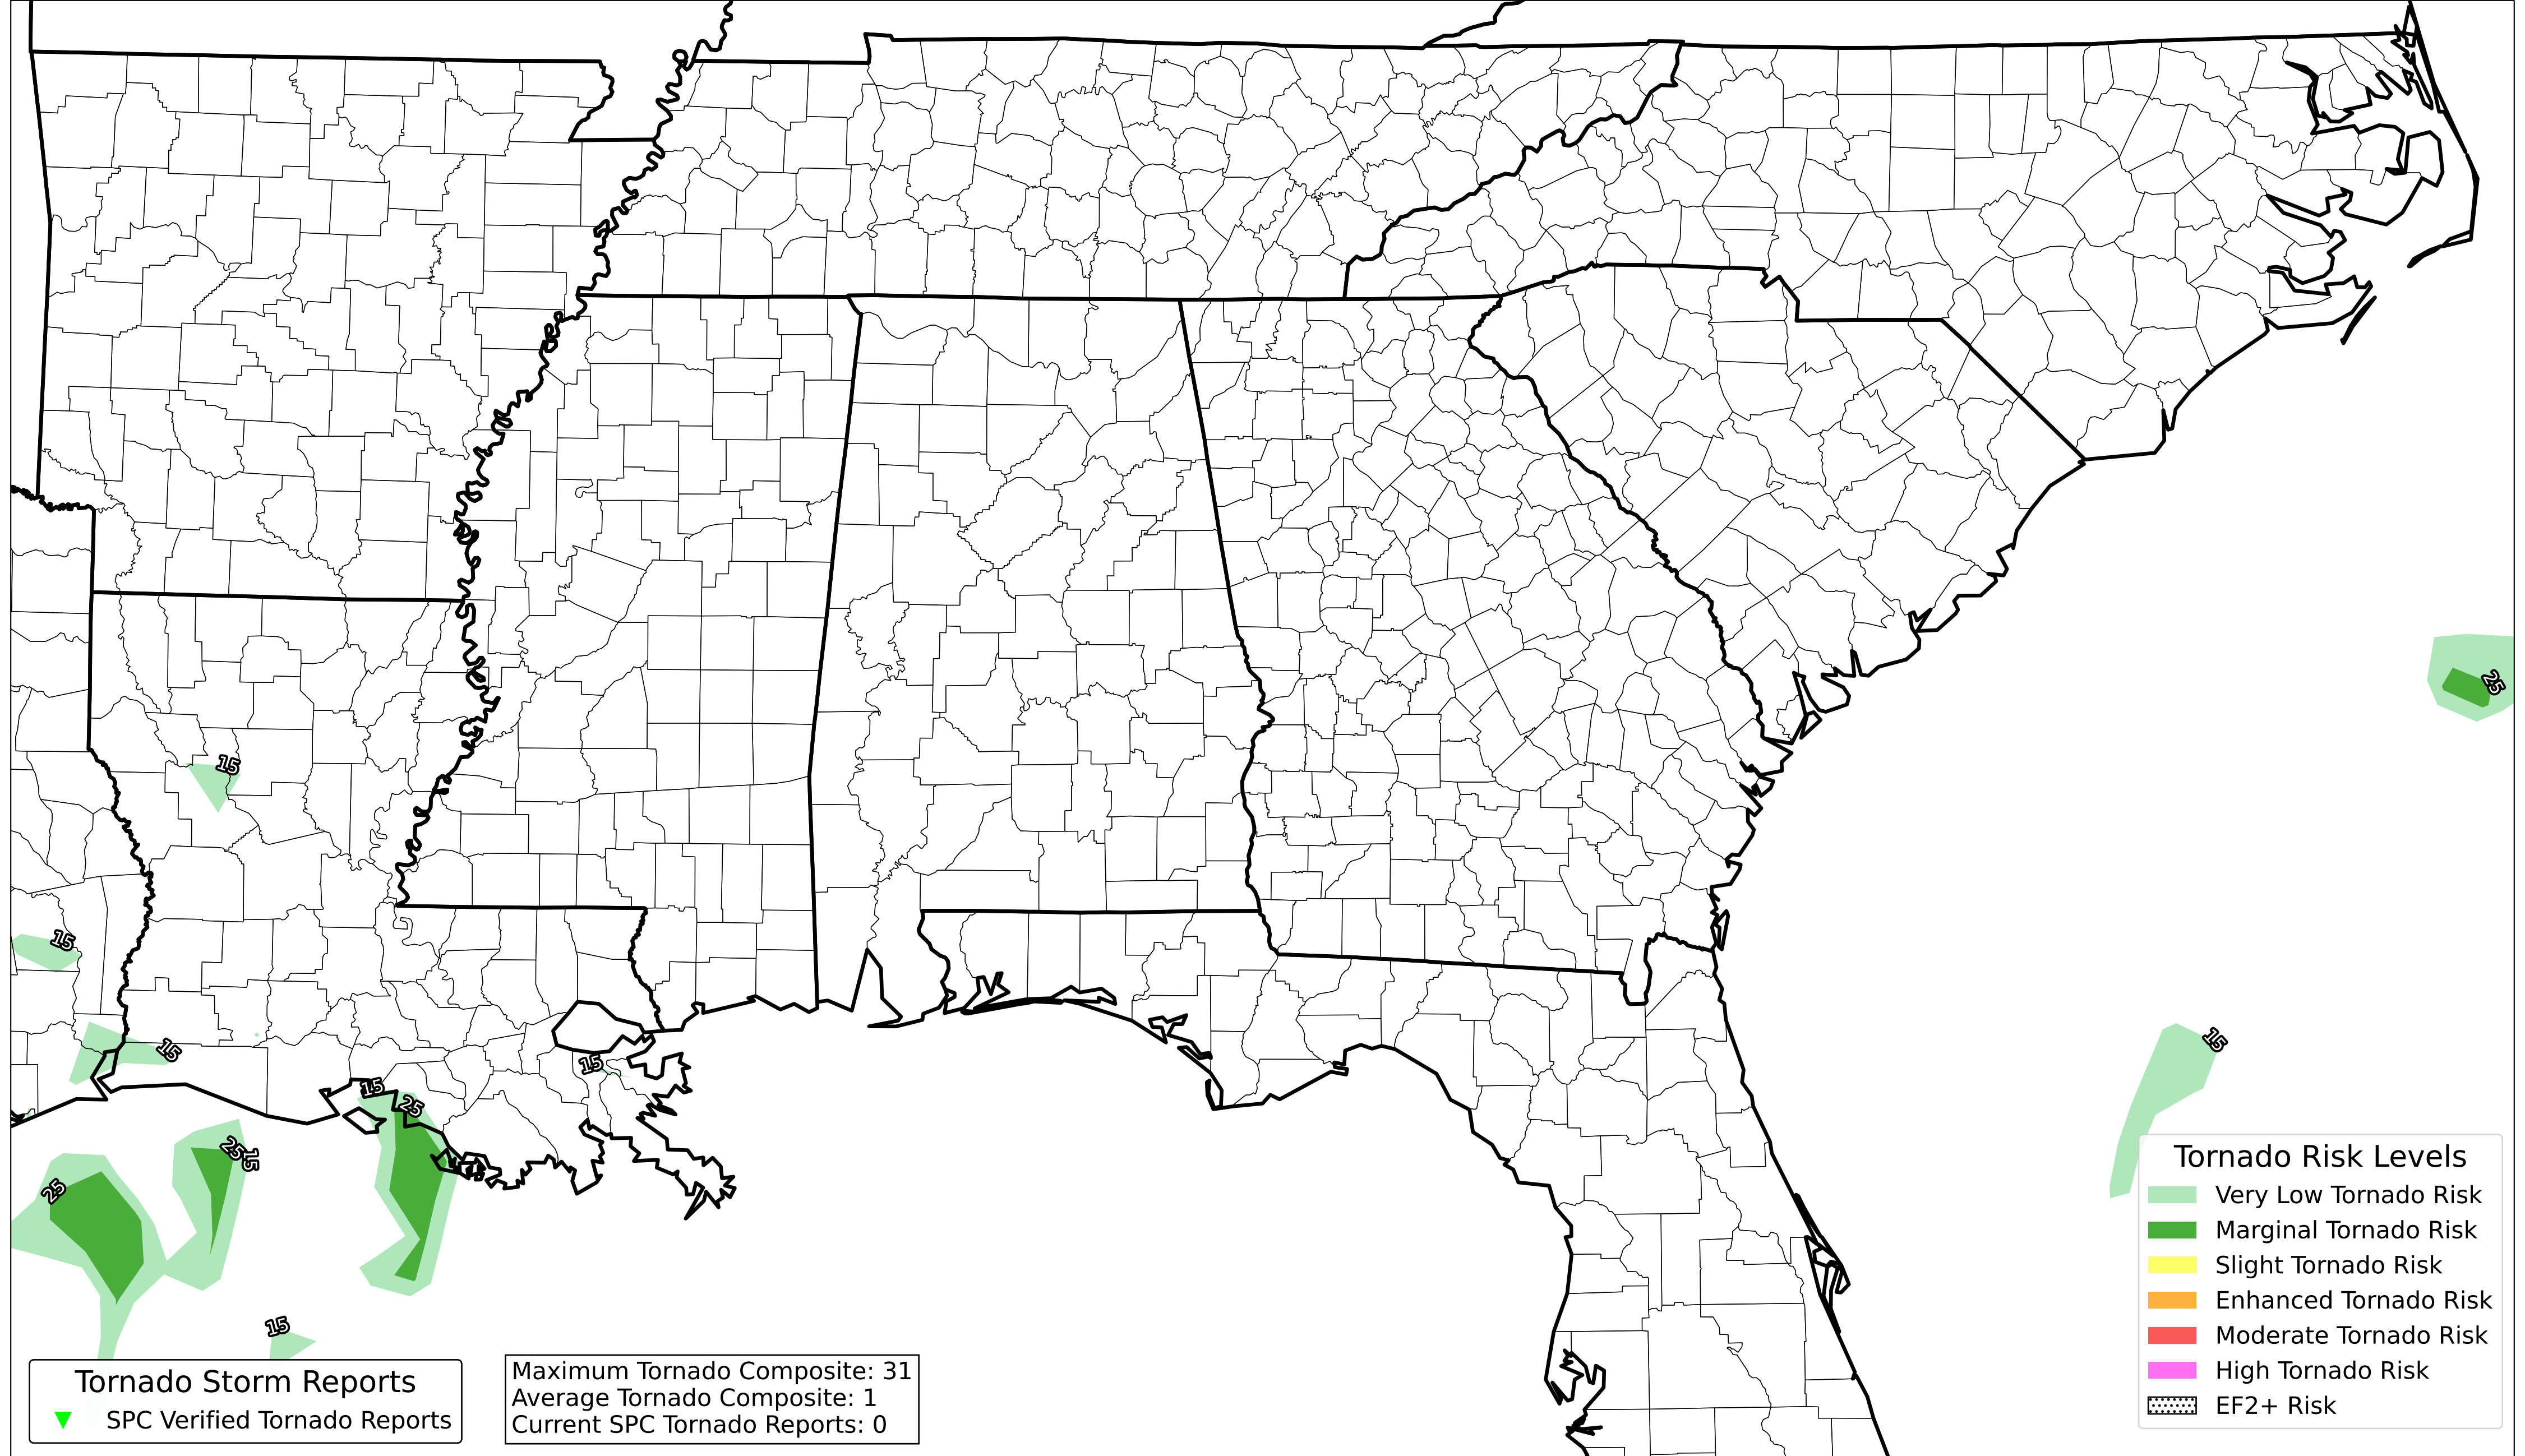 25
15
15
15
15
15
15
25
25
15
25
15
Tornado Risk Levels
Very Low Tornado Risk
Marginal Tornado Risk
Slight Tornado Risk
Enhanced Tornado Risk
Moderate Tornado Risk
High Tornado Risk
EF2+ Risk
Tornado Storm Reports
SPC Verified Tornado Reports
Maximum Tornado Composite: 31
Average Tornado Composite: 1
Current SPC Tornado Reports: 0